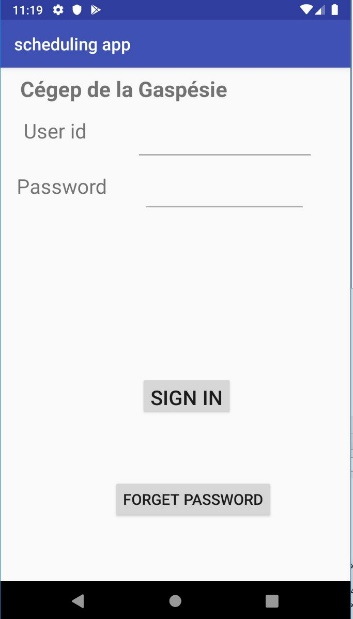 11:19
scheduling app
Cégep de la Gaspésie
User id
Password
SIGN IN
FORGET PASSWORD